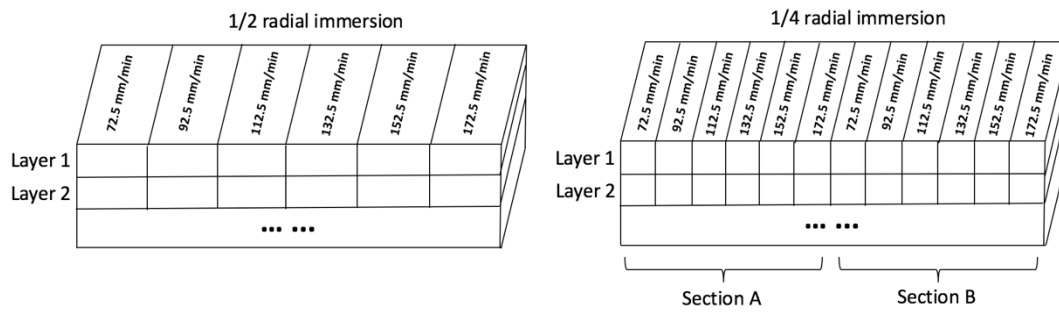 1/2 radial immersion
72.5 mm/min
92.5 mm/min
112.5 mm/min
132.5 mm/min
152.5 mm/min
172.5 mm/min
Layer 1
Layer 2
... ...
1/4 radial immersion
72.5 mm/min
92.5 mm/min
112.5 mm/min
132.5 mm/min
152.5 mm/min
172.5 mm/min
72.5 mm/min
92.5 mm/min
112.5 mm/min
132.5 mm/min
152.5 mm/min
172.5 mm/min
Layer 1
Layer 2
... ...
Section A
Section B